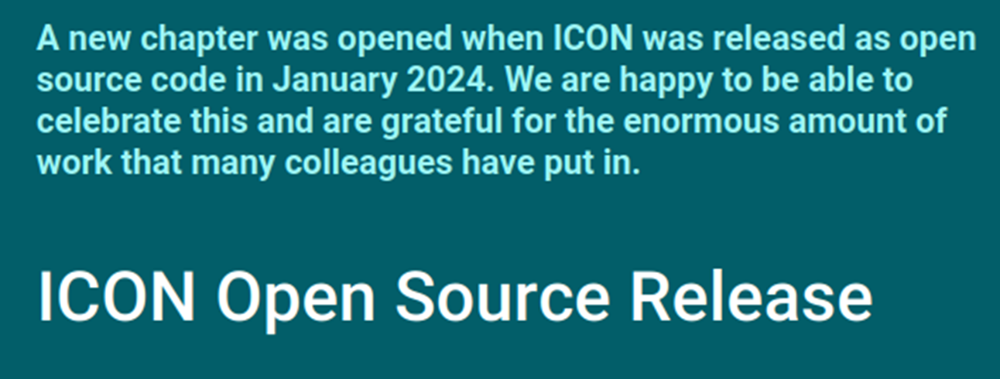 A new chapter was opened when ICON was released as open
source code in January 2024. We are happy to be able to
celebrate this and are grateful for the enormous amount of
work that many colleagues have put in.
ICON Open Source Release